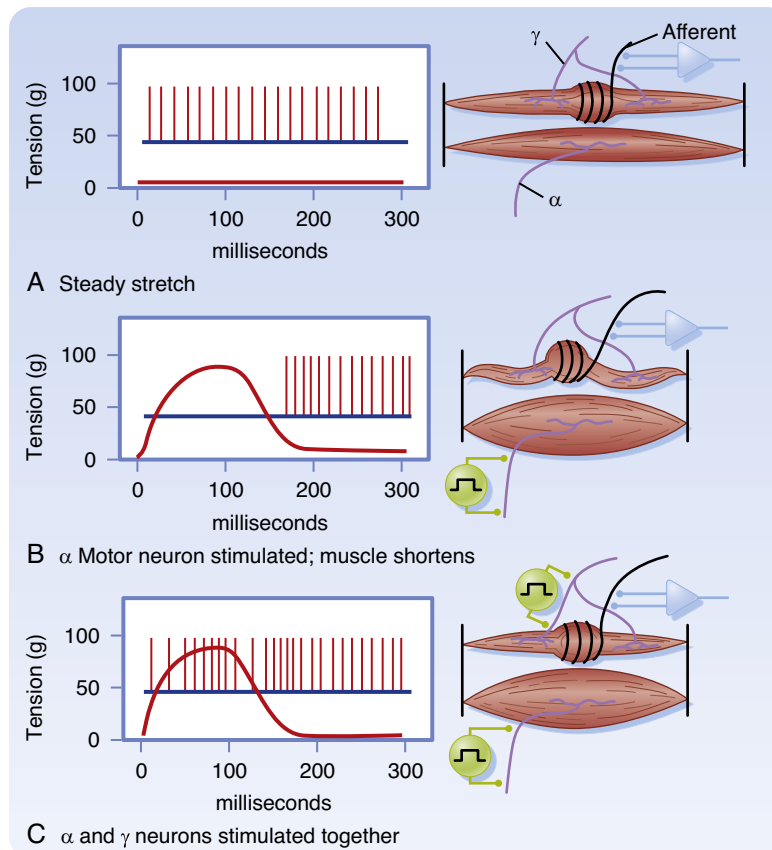 γ
Afferent
Tension (g)
100
50
0
0 100 200 300
milliseconds
α
A Steady stretch
Tension (g)
100
50
0
0 100 200 300
milliseconds
B α Motor neuron stimulated; muscle shortens
Tension (g)
100
50
0
0 100 200 300
milliseconds
C α and γ neurons stimulated together